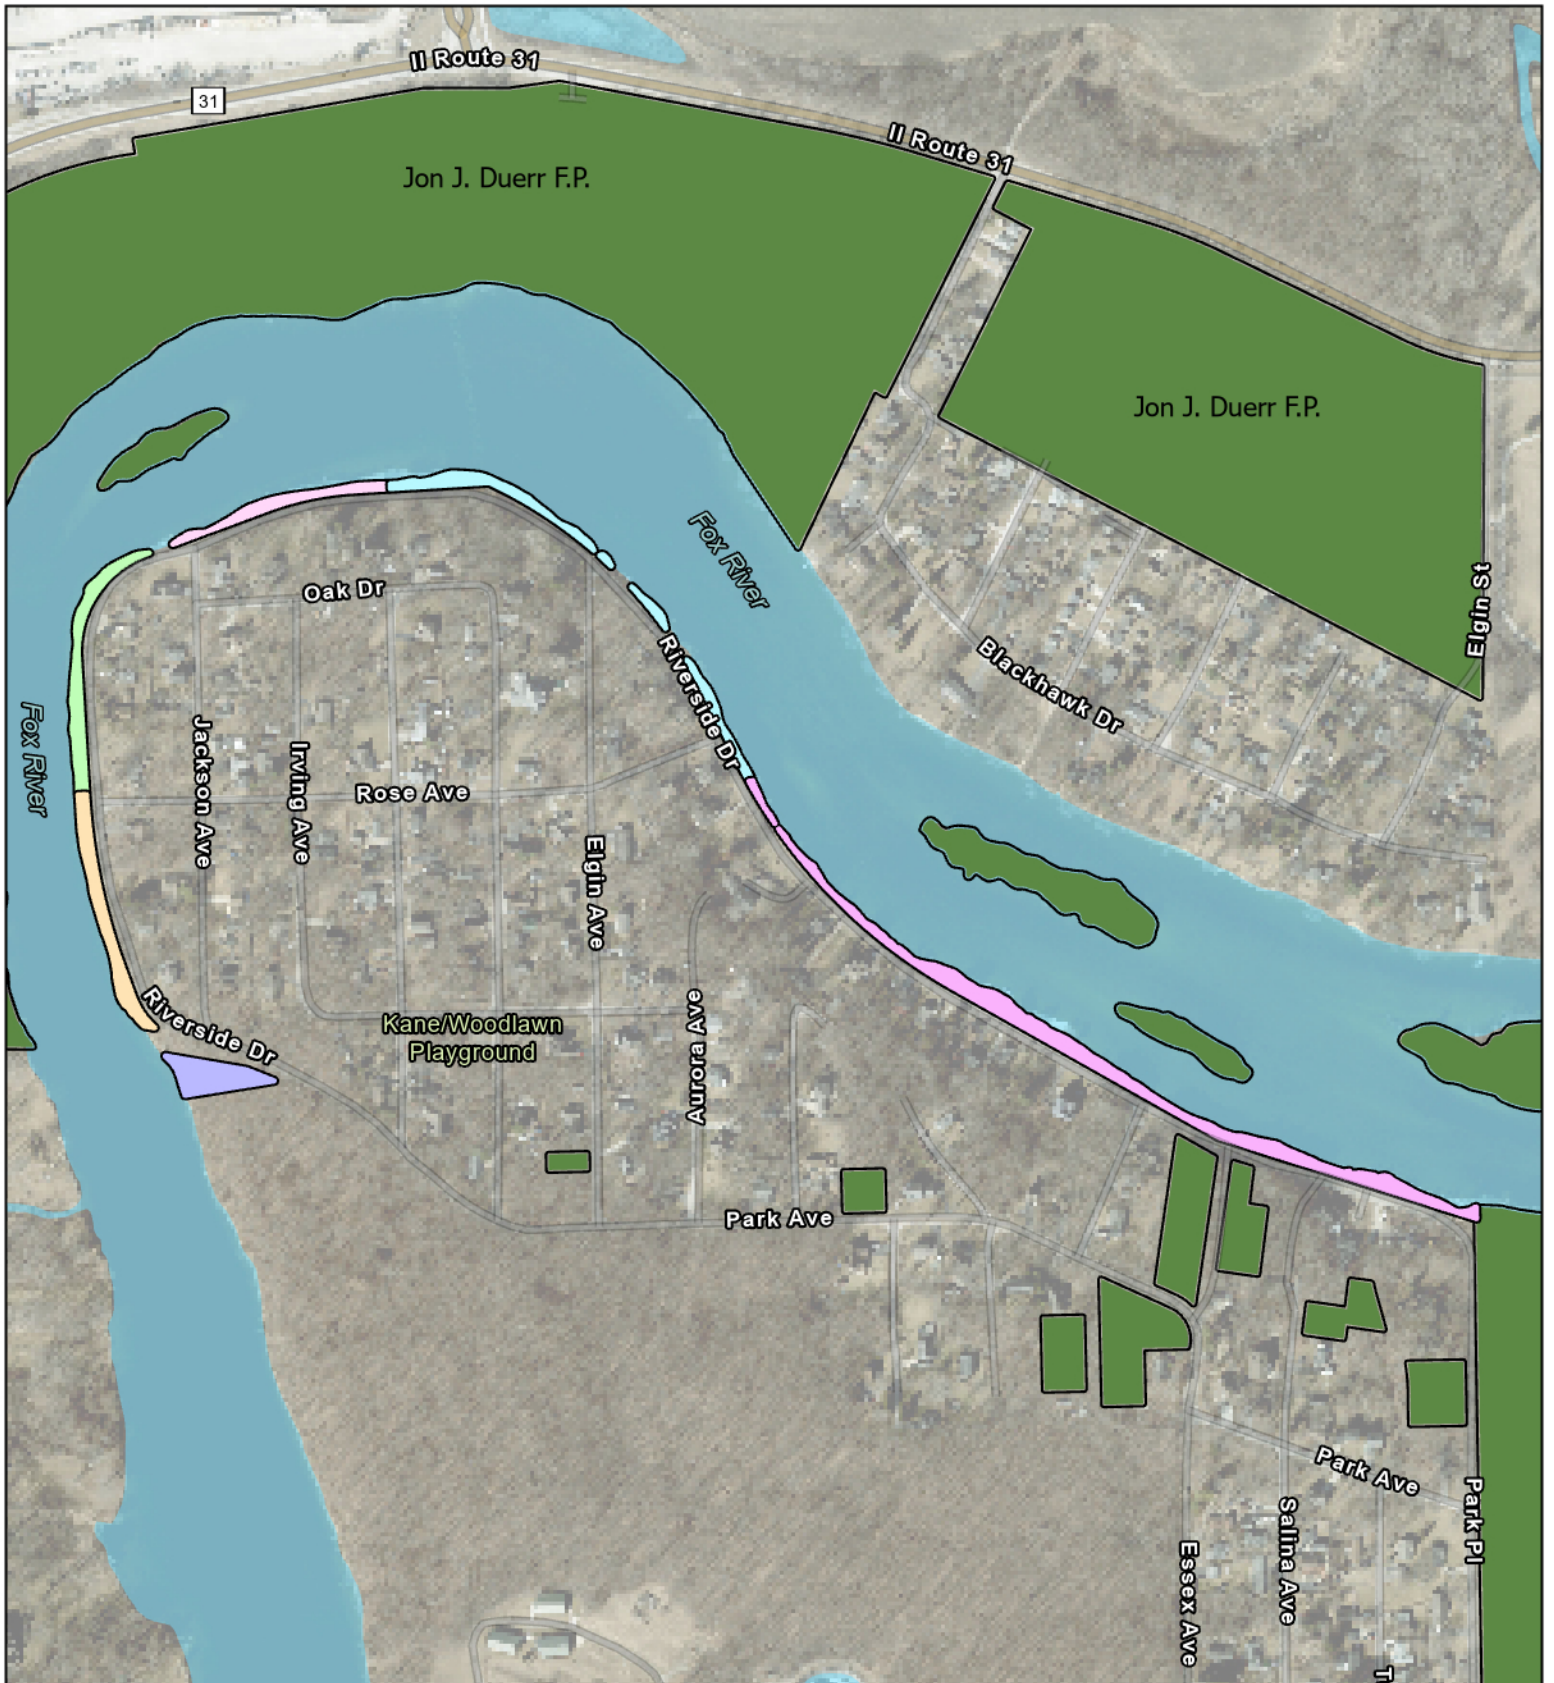 Il Route 31
31
Il Route 31
Jon J. Duerr F.P.
Jon J. Duerr F.P.
Fox River
Elgin St
Oak Dr
Riverside Dr
Blackhawk Dr
Fox River
Jackson Ave
Irving Ave
Rose Ave
Elgin Ave
Riverside Dr
Kane/Woodlawn
Playground
Aurora Ave
Park Ave
Park Ave
Park Pl
Salina Ave
Essex Ave
T